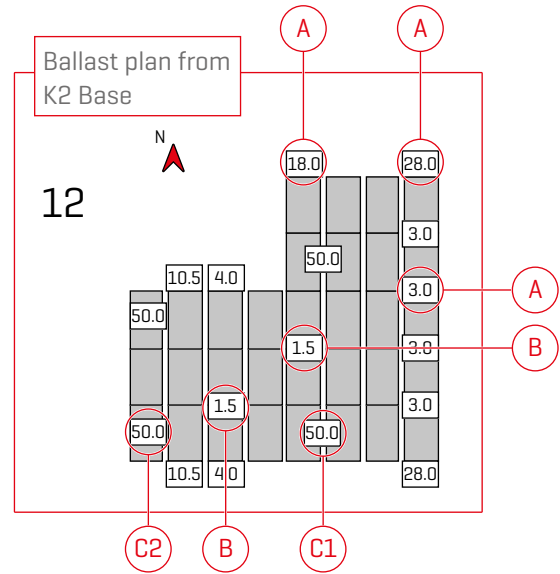 A A
Ballast plan from
K2 Base
N
12
18.0 28.0
3.0
50.0
10.5 4.0
3.0 A
50.0
1.5 3.0 B
1.5 3.0
50.0 50.0
10.5 4.0 28.0
C2 B C1